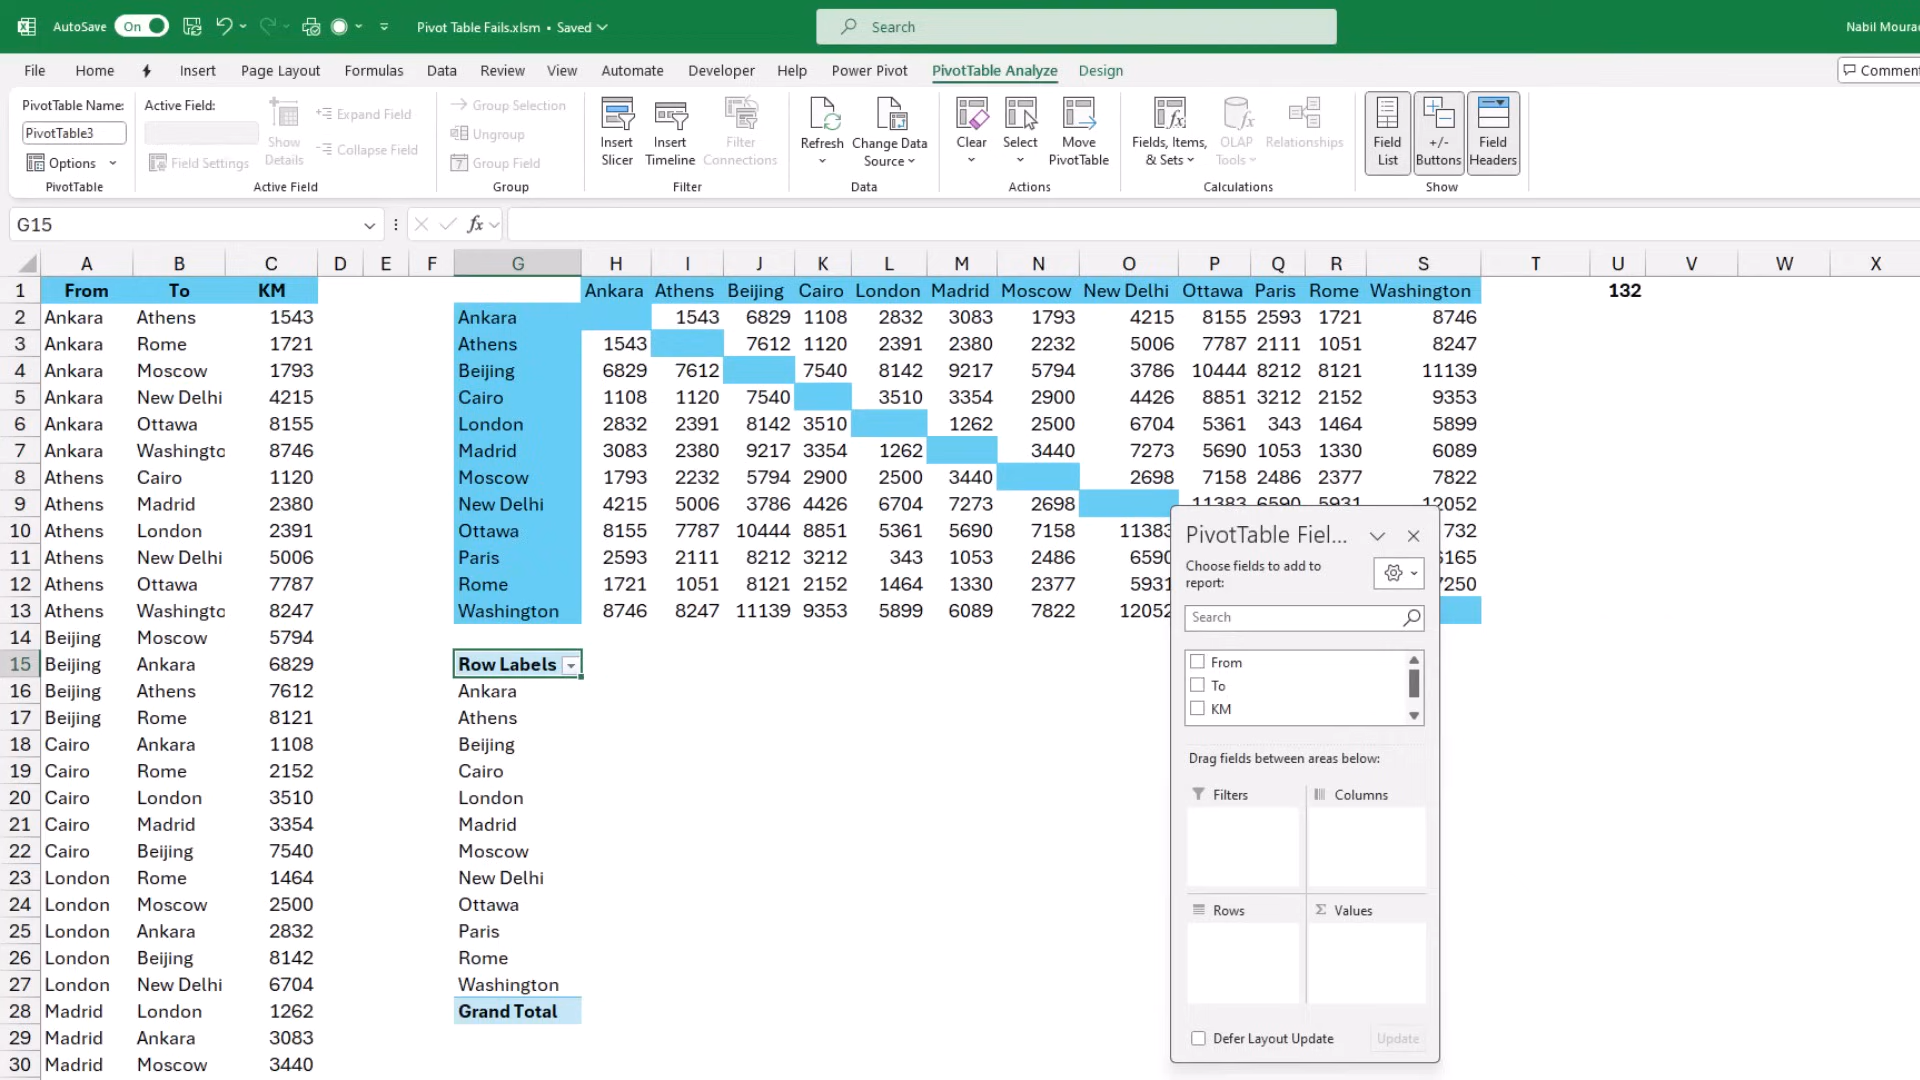 AutoSave On Pivot Table Fails.xlsm • Saved Search Nabil Mourad
File Home Insert Page Layout Formulas Data Review View Automate Developer Help Power Pivot PivotTable Analyze Design Comment
PivotTable Name:
PivotTable3
Options
PivotTable
Active Field:
Field Settings
Show Details
Expand Field
Collapse Field
Active Field
Group Selection
Ungroup
Group Field
Group
Insert Slicer
Insert Timeline
Filter Connections
Filter
Refresh
Change Data Source
Data
Clear
Select
Move PivotTable
Actions
Fields, Items, & Sets
OLAP Tools
Relationships
Calculations
Field List
+/- Buttons
Field Headers
Show
G15 fx
A B C D E F G H I J K L M N O P Q R S T U V W X
1 From To KM Ankara Athens Beijing Cairo London Madrid Moscow New Delhi Ottawa Paris Rome Washington 132
2 Ankara Athens 1543 Ankara 1543 6829 1108 2832 3083 1793 4215 8155 2593 1721 8746
3 Ankara Rome 1721 Athens 1543 7612 1120 2391 2380 2232 5006 7787 2111 1051 8247
4 Ankara Moscow 1793 Beijing 6829 7612 7540 8142 9217 5794 3786 10444 8212 8121 11139
5 Ankara New Delhi 4215 Cairo 1108 1120 7540 3510 3354 2900 4426 8851 3212 2152 9353
6 Ankara Ottawa 8155 London 2832 2391 8142 3510 1262 2500 6704 5361 343 1464 5899
7 Ankara Washingto 8746 Madrid 3083 2380 9217 3354 1262 3440 7273 5690 1053 1330 6089
8 Athens Cairo 1120 Moscow 1793 2232 5794 2900 2500 3440 2698 7158 2486 2377 7822
9 Athens Madrid 2380 New Delhi 4215 5006 3786 4426 6704 7273 2698 11383 6590 5931 12052
10 Athens London 2391 Ottawa 8155 7787 10444 8851 5361 5690 7158 11383 732
11 Athens New Delhi 5006 Paris 2593 2111 8212 3212 343 1053 2486 6590 6165
12 Athens Ottawa 7787 Rome 1721 1051 8121 2152 1464 1330 2377 5931 7250
13 Athens Washingto 8247 Washington 8746 8247 11139 9353 5899 6089 7822 12052
14 Beijing Moscow 5794
15 Beijing Ankara 6829 Row Labels
16 Beijing Athens 7612 Ankara
17 Beijing Rome 8121 Athens
18 Cairo Ankara 1108 Beijing
19 Cairo Rome 2152 Cairo
20 Cairo London 3510 London
21 Cairo Madrid 3354 Madrid
22 Cairo Beijing 7540 Moscow
23 London Rome 1464 New Delhi
24 London Moscow 2500 Ottawa
25 London Ankara 2832 Paris
26 London Beijing 8142 Rome
27 London New Delhi 6704 Washington
28 Madrid London 1262 Grand Total
29 Madrid Ankara 3083
30 Madrid Moscow 3440
PivotTable Fiel...
Choose fields to add to
report:
Search
From
To
KM
Drag fields between areas below:
Filters Columns
Rows Σ Values
Defer Layout Update Update